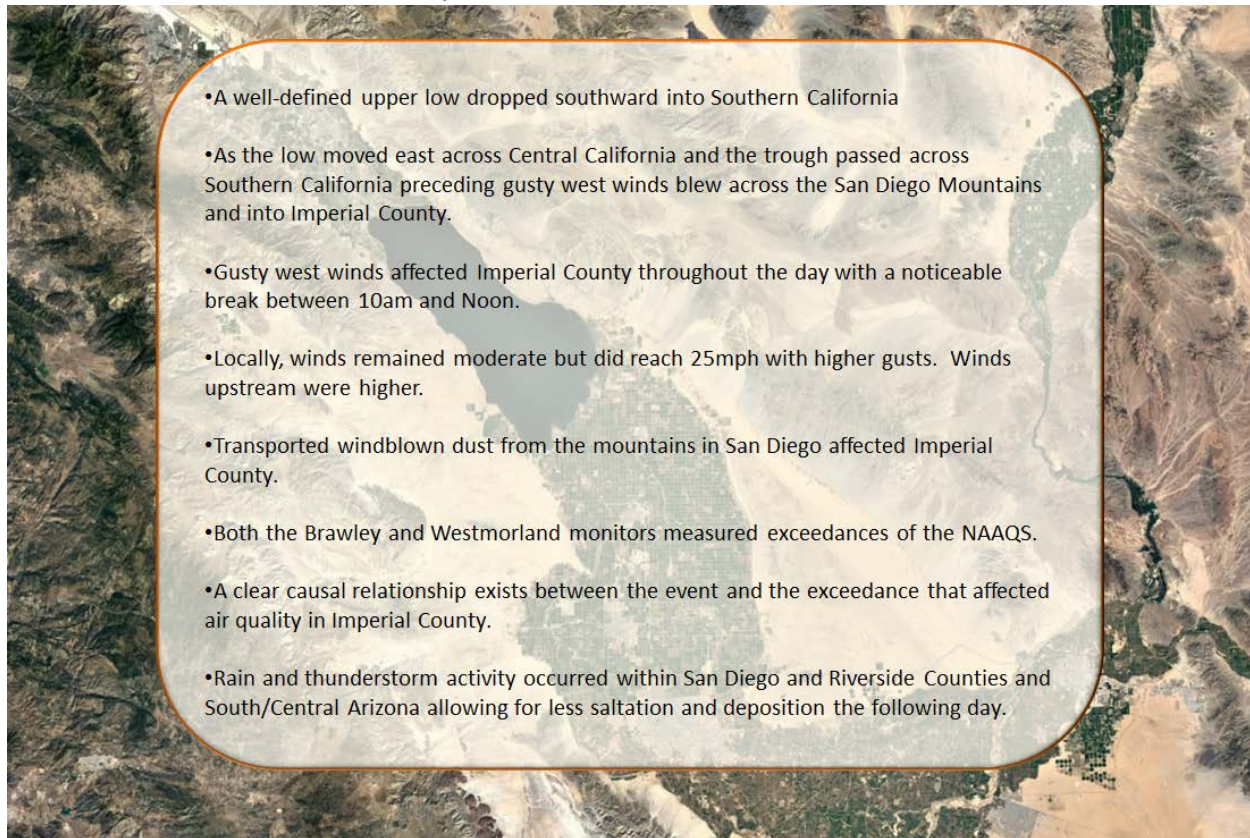 •A well-defined upper low dropped southward into Southern California
•As the low moved east across Central California and the trough passed across
Southern California preceding gusty west winds blew across the San Diego Mountains
and into Imperial County.
•Gusty west winds affected Imperial County throughout the day with a noticeable
break between 10am and Noon.
•Locally, winds remained moderate but did reach 25mph with higher gusts.  Winds
upstream were higher.
•Transported windblown dust from the mountains in San Diego affected Imperial
County.
•Both the Brawley and Westmorland monitors measured exceedances of the NAAQS.
•A clear causal relationship exists between the event and the exceedance that affected
air quality in Imperial County.
•Rain and thunderstorm activity occurred within San Diego and Riverside Counties and
South/Central Arizona allowing for less saltation and deposition the following day.